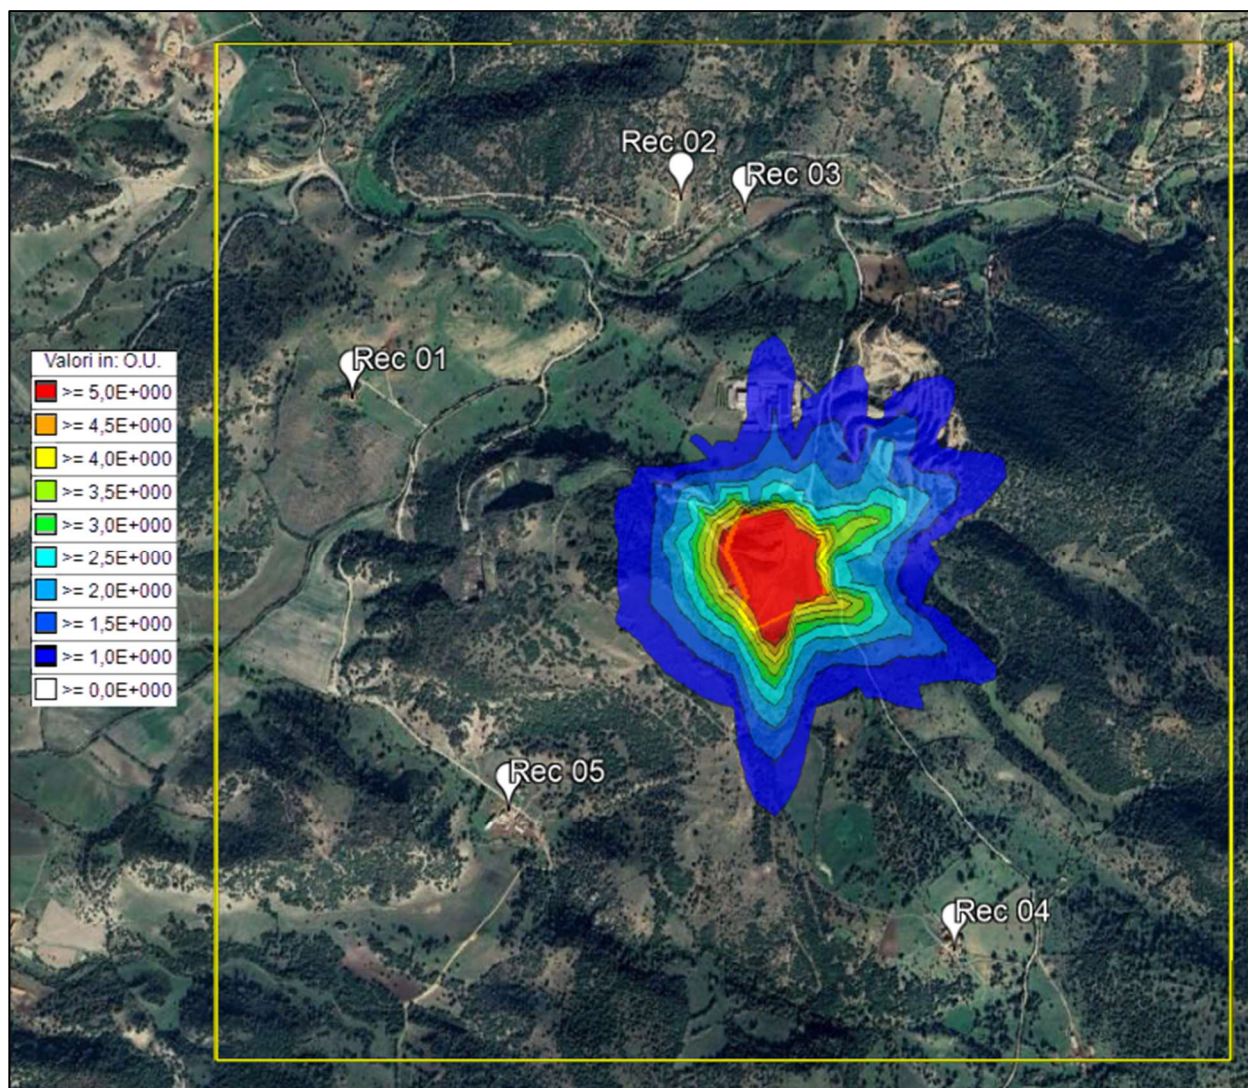 Rec 02
Rec 03
Rec 01
Valori in: O.U.
>= 5,0E+000
>= 4,5E+000
>= 4,0E+000
>= 3,5E+000
>= 3,0E+000
>= 2,5E+000
>= 2,0E+000
>= 1,5E+000
>= 1,0E+000
>= 0,0E+000
Rec 05
Rec 04